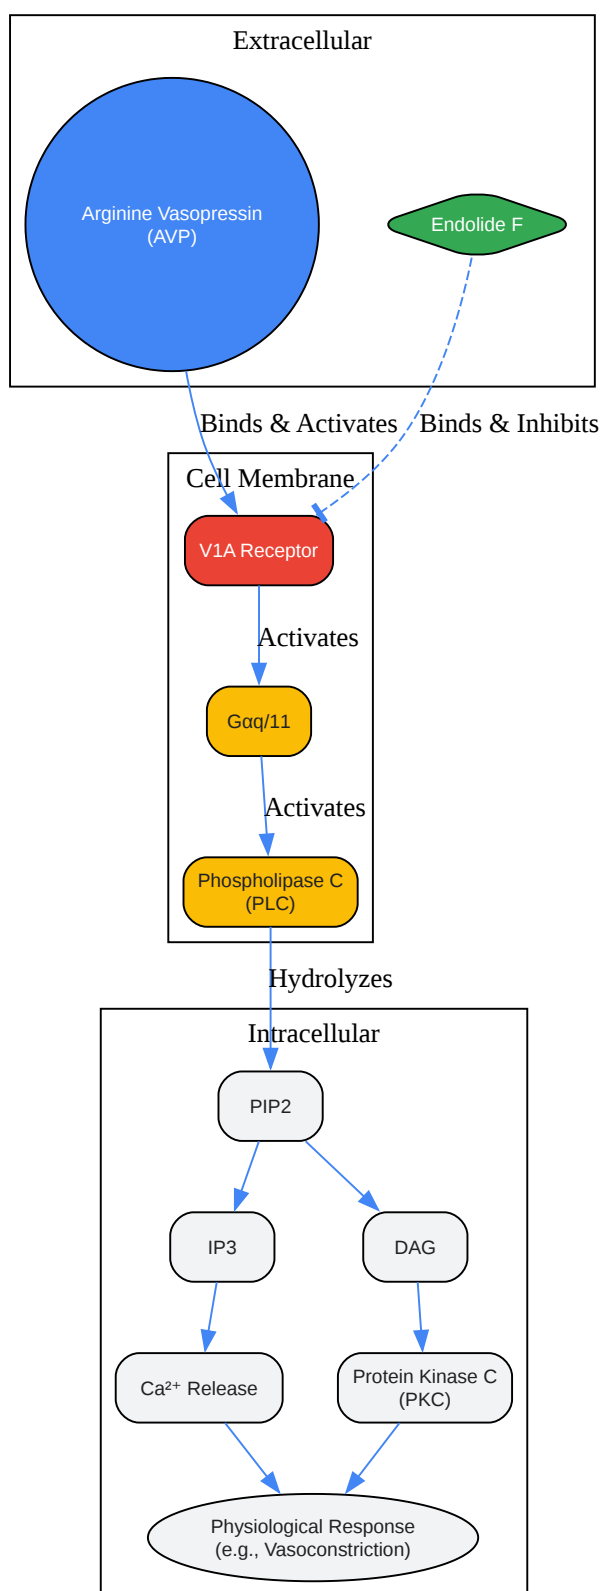 Extracellular
Arginine Vasopressin
(AVP)
Endolide F
Binds & Activates
Binds & Inhibits
Cell Membrane
V1A Receptor
Activates
Gαq/11
Activates
Phospholipase C
(PLC)
Hydrolyzes
Intracellular
PIP2
IP3
DAG
Ca²⁺ Release
Protein Kinase C
(PKC)
Physiological Response
(e.g., Vasoconstriction)